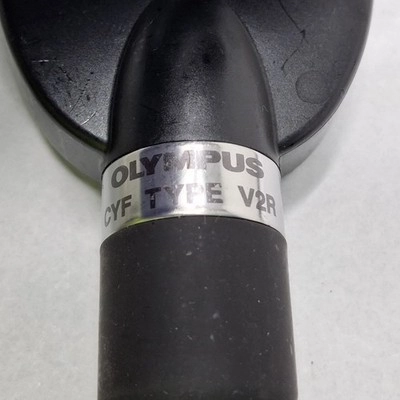 OLYMPUS
CYF TYPE V2R